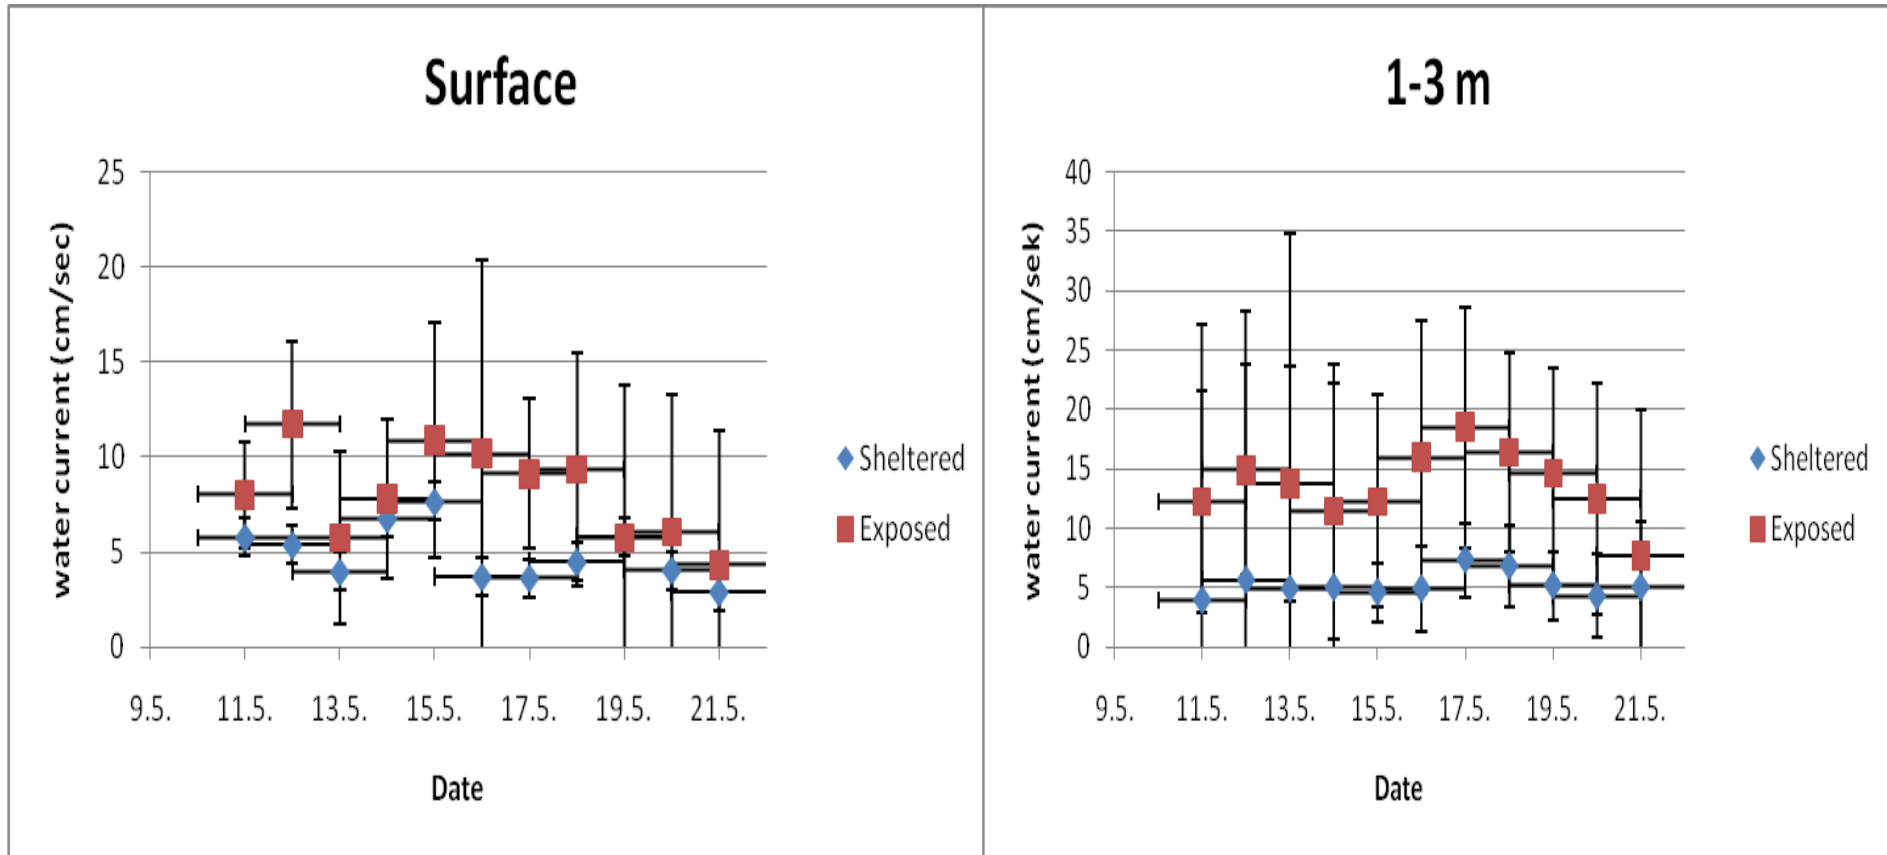 Surface
25
20
15
10
5
0
water current (cm/sec)
9.5.
11.5.
13.5.
15.5.
17.5.
19.5.
21.5.
Date
Sheltered
Exposed
1-3 m
40
35
30
25
20
15
10
5
0
water current (cm/sek)
9.5.
11.5.
13.5.
15.5.
17.5.
19.5.
21.5.
Date
Sheltered
Exposed